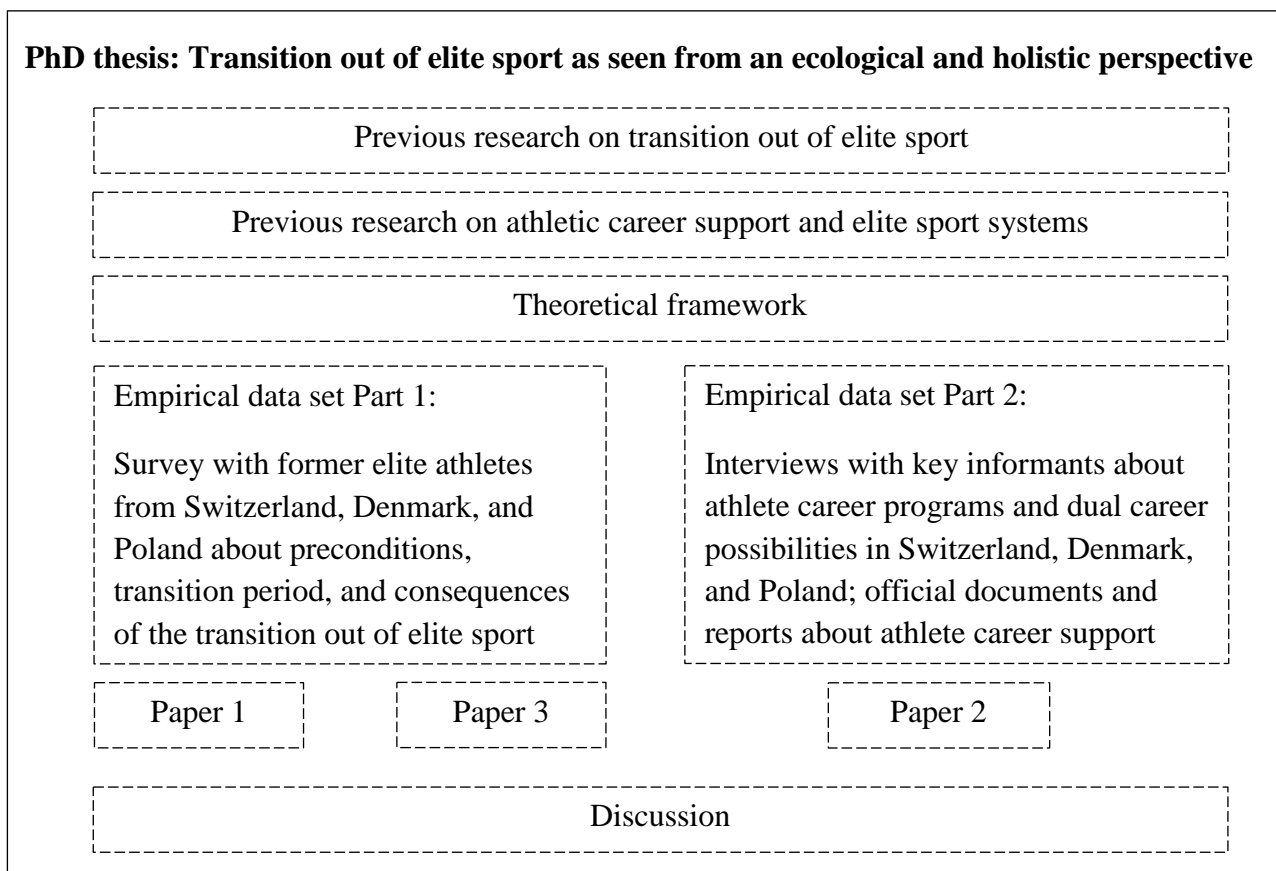 PhD thesis: Transition out of elite sport as seen from an ecological and holistic perspective
Previous research on transition out of elite sport
Previous research on athletic career support and elite sport systems
Theoretical framework
Empirical data set Part 1:
Survey with former elite athletes
from Switzerland, Denmark, and
Poland about preconditions,
transition period, and consequences
of the transition out of elite sport
Empirical data set Part 2:
Interviews with key informants about
athlete career programs and dual career
possibilities in Switzerland, Denmark,
and Poland; official documents and
reports about athlete career support
Paper 1
Paper 3
Paper 2
Discussion